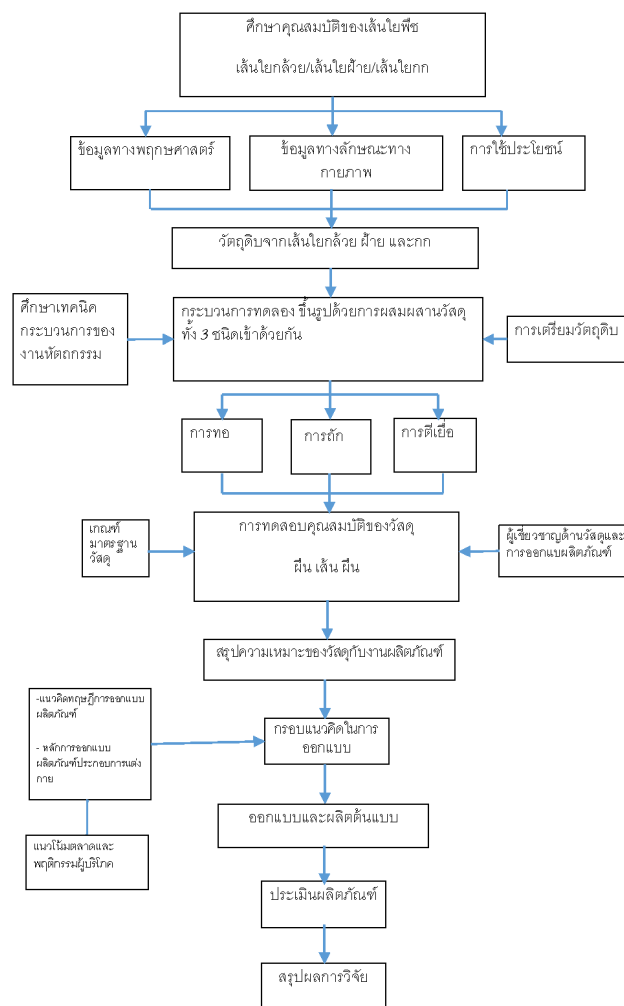 ศึกษาคุณสมบัติของเส้นใยพืช
เส้นใยกล้วย/เส้นใยฝ้าย/เส้นใยกก
ข้อมูลทางพฤกษศาสตร์
ข้อมูลทางลักษณะทาง
กายภาพ
การใช้ประโยชน์
วัตถุดิบจากเส้นใยกล้วย ฝ้าย และกก
ศึกษาเทคนิค
กระบวนการของ
งานหัตถกรรม
กระบวนการทดลอง ขึ้นรูปด้วยการผสมผสานวัสดุ
ทั้ง 3 ชนิดเข้าด้วยกัน
การเตรียมวัตถุดิบ
การทอ
การถัก
การตีเยื่อ
เกณฑ์
มาตรฐาน
วัสดุ
การทดสอบคุณสมบัติของวัสดุ
ผืน เส้น ผืน
ผู้เชี่ยวชาญด้านวัสดุและ
การออกแบบผลิตภัณฑ์
สรุปความเหมาะของวัสดุกับงานผลิตภัณฑ์
-แนวคิดทฤษฎีการออกแบบ
ผลิตภัณฑ์
- หลักการออกแบบ
ผลิตภัณฑ์ประกอบการแต่ง
กาย
กรอบแนวคิดในการ
ออกแบบ
แนวโน้มตลาดและ
พฤติกรรมผู้บริโภค
ออกแบบและผลิตต้นแบบ
ประเมินผลิตภัณฑ์
สรุปผลการวิจัย